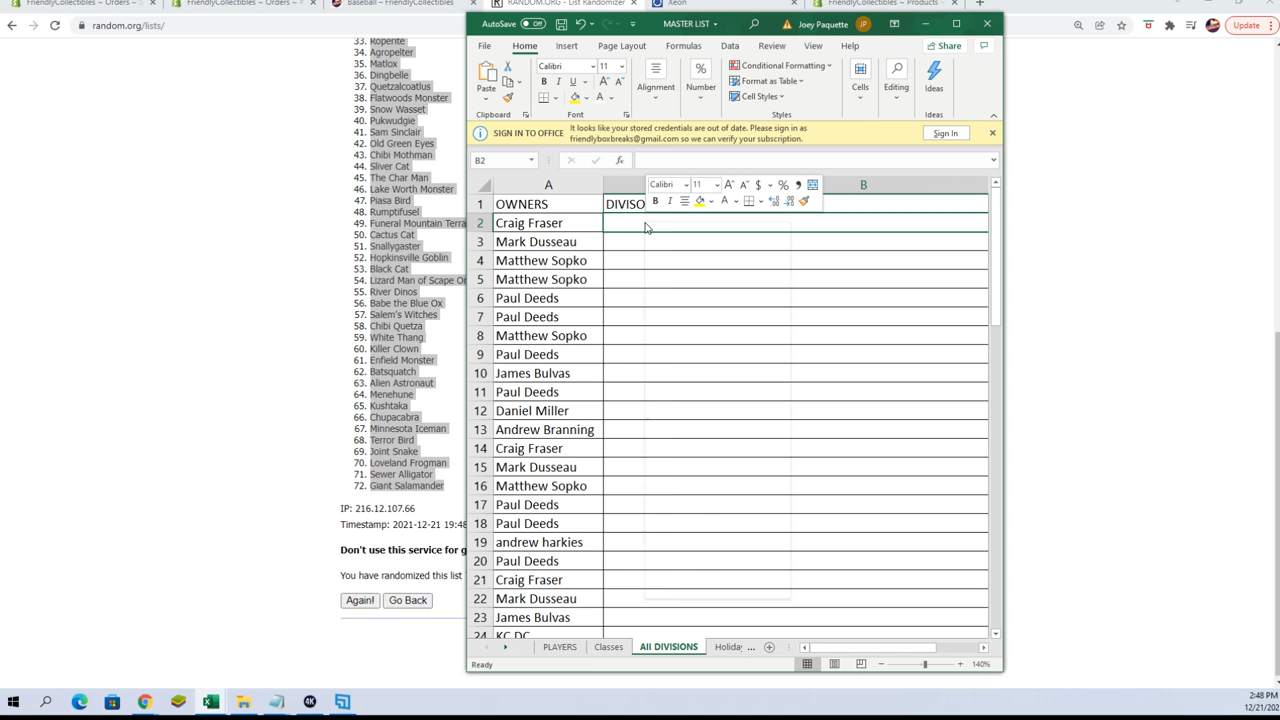 FriendlyCollectibles ~ Orders ~
FriendlyCollectibles ~ Orders ~
Baseball – FriendlyCollectibles
RANDOM.ORG - List Randomizer
Xeon
FriendlyCollectibles ~ Products ~
random.org/lists/
Update
AutoSave Off
MASTER LIST
Joey Paquette JP
File Home Insert Page Layout Formulas Data Review View Help Share
Paste
Clipboard
Calibri 11
B I U
Font
Alignment
Number
Conditional Formatting
Format as Table
Cell Styles
Styles
Cells
Editing
Ideas
Ideas
SIGN IN TO OFFICE It looks like your stored credentials are out of date. Please sign in as
friendlyboxbreaks@gmail.com so we can verify your subscription.
Sign In
B2 fx
Calibri 11 A A $ % ,
B I A
A B
1 OWNERS DIVISO
2 Craig Fraser
3 Mark Dusseau
4 Matthew Sopko
5 Matthew Sopko
6 Paul Deeds
7 Paul Deeds
8 Matthew Sopko
9 Paul Deeds
10 James Bulvas
11 Paul Deeds
12 Daniel Miller
13 Andrew Branning
14 Craig Fraser
15 Mark Dusseau
16 Matthew Sopko
17 Paul Deeds
18 Paul Deeds
19 andrew harkies
20 Paul Deeds
21 Craig Fraser
22 Mark Dusseau
23 James Bulvas
24 KC DC
PLAYERS Classes All DIVISIONS Holiday ...
Ready 140%
33. Roperite
34. Agropelter
35. Matlox
36. Dingbelle
37. Quetzalcoatlus
38. Flatwoods Monster
39. Snow Wasset
40. Pukwudgie
41. Sam Sinclair
42. Old Green Eyes
43. Chibi Mothman
44. Sliver Cat
45. The Char Man
46. Lake Worth Monster
47. Piasa Bird
48. Rumptifusel
49. Funeral Mountain Terra
50. Cactus Cat
51. Snallygaster
52. Hopkinsville Goblin
53. Black Cat
54. Lizard Man of Scape O
55. River Dinos
56. Babe the Blue Ox
57. Salem's Witches
58. Chibi Quetza
59. White Thang
60. Killer Clown
61. Enfield Monster
62. Batsquatch
63. Alien Astronaut
64. Menehune
65. Kushtaka
66. Chupacabra
67. Minnesota Iceman
68. Terror Bird
69. Joint Snake
70. Loveland Frogman
71. Sewer Alligator
72. Giant Salamander
IP: 216.12.107.66
Timestamp: 2021-12-21 19:48
Don't use this service for g
You have randomized this list
Again! Go Back
4K
2:48 PM
12/21/202